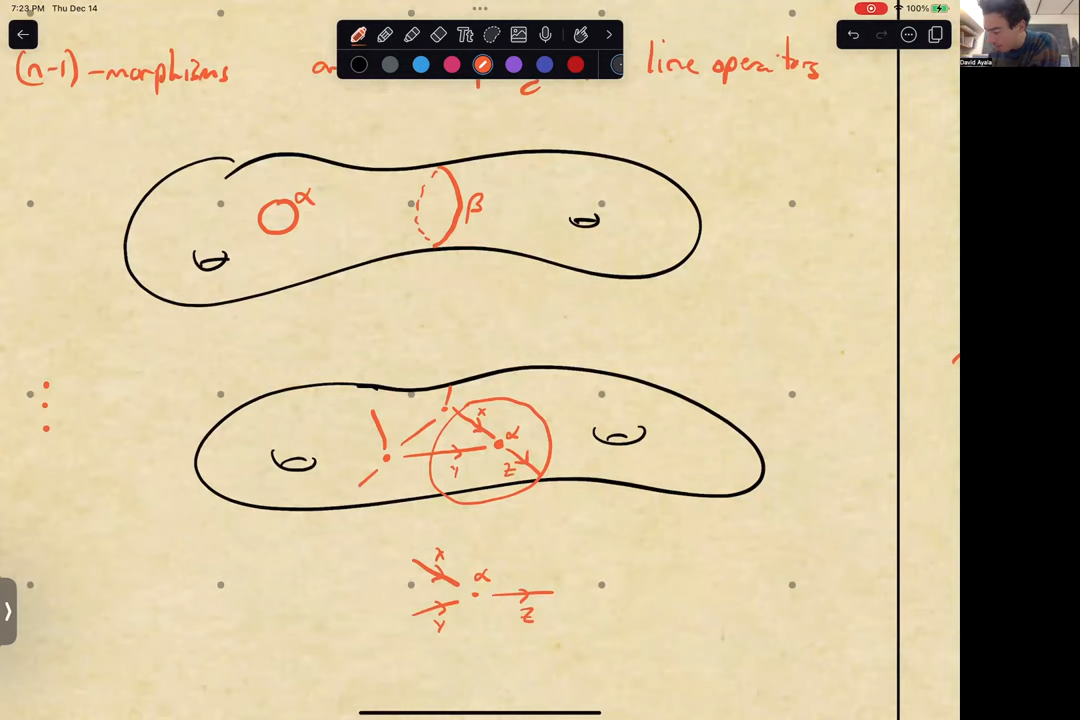 7:23 PM Thu Dec 14
100%
David Ayala
(n-1)-morphisms
line operators
α
β
x
α
y
z
x
α
y
z